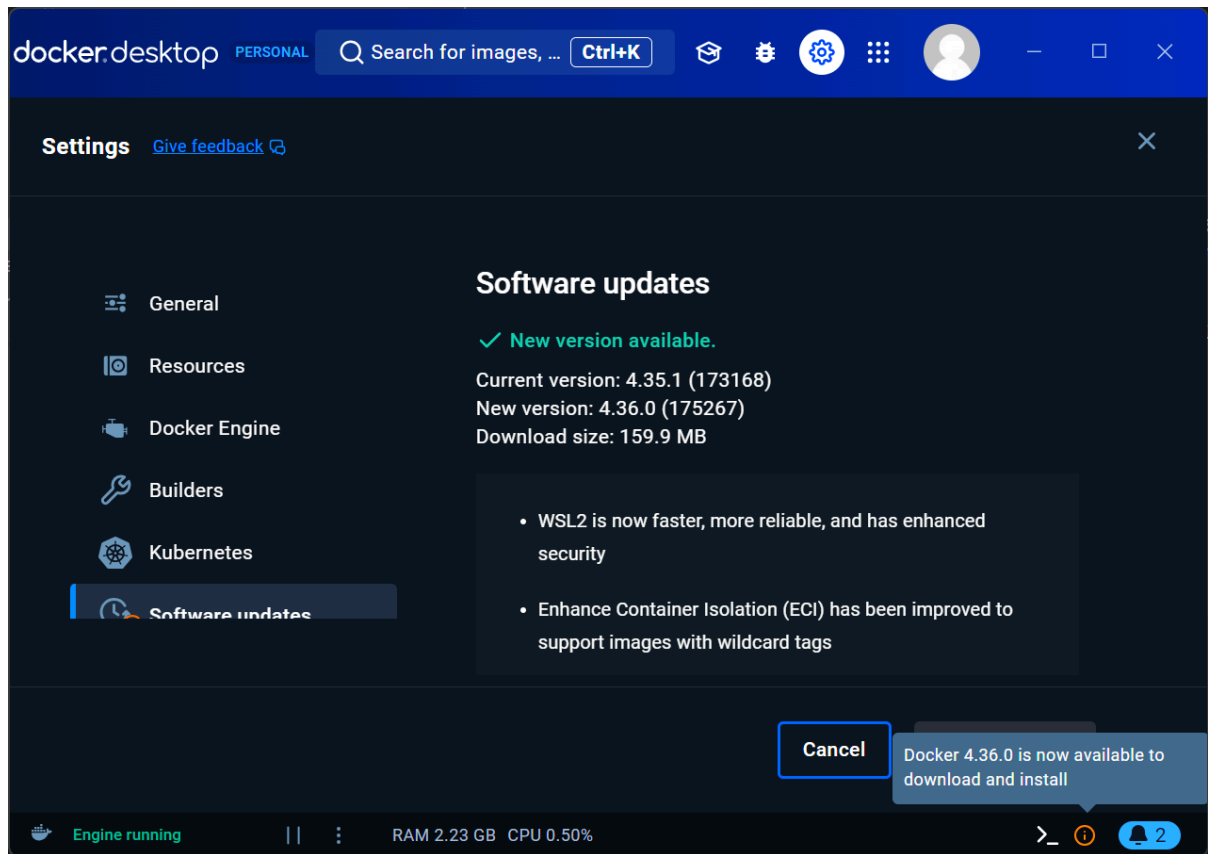 docker.desktop PERSONAL Search for images, ... Ctrl+K
Settings Give feedback
General
Resources
Docker Engine
Builders
Kubernetes
Software updates
Software updates
New version available.
Current version: 4.35.1 (173168)
New version: 4.36.0 (175267)
Download size: 159.9 MB
• WSL2 is now faster, more reliable, and has enhanced
security
• Enhance Container Isolation (ECI) has been improved to
support images with wildcard tags
Cancel
Docker 4.36.0 is now available to
download and install
Engine running RAM 2.23 GB CPU 0.50% 2